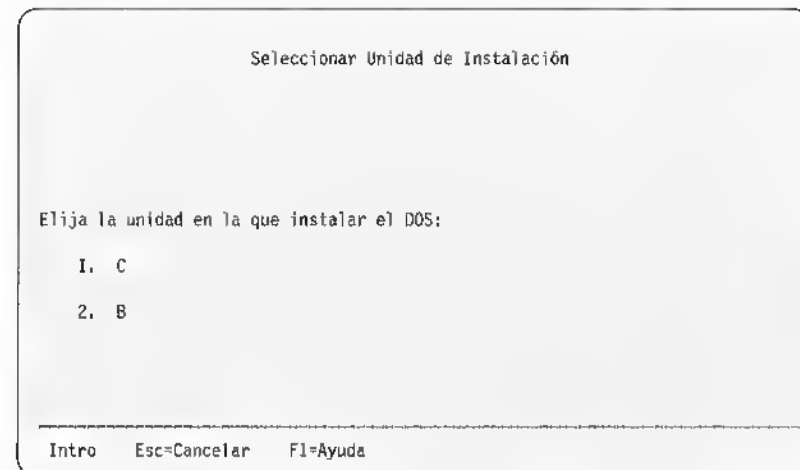 Seleccionar Unidad de Instalación
Elija la unidad en la que instalar el DOS:
1. C
2. B
Intro Esc=Cancelar F1=Ayuda